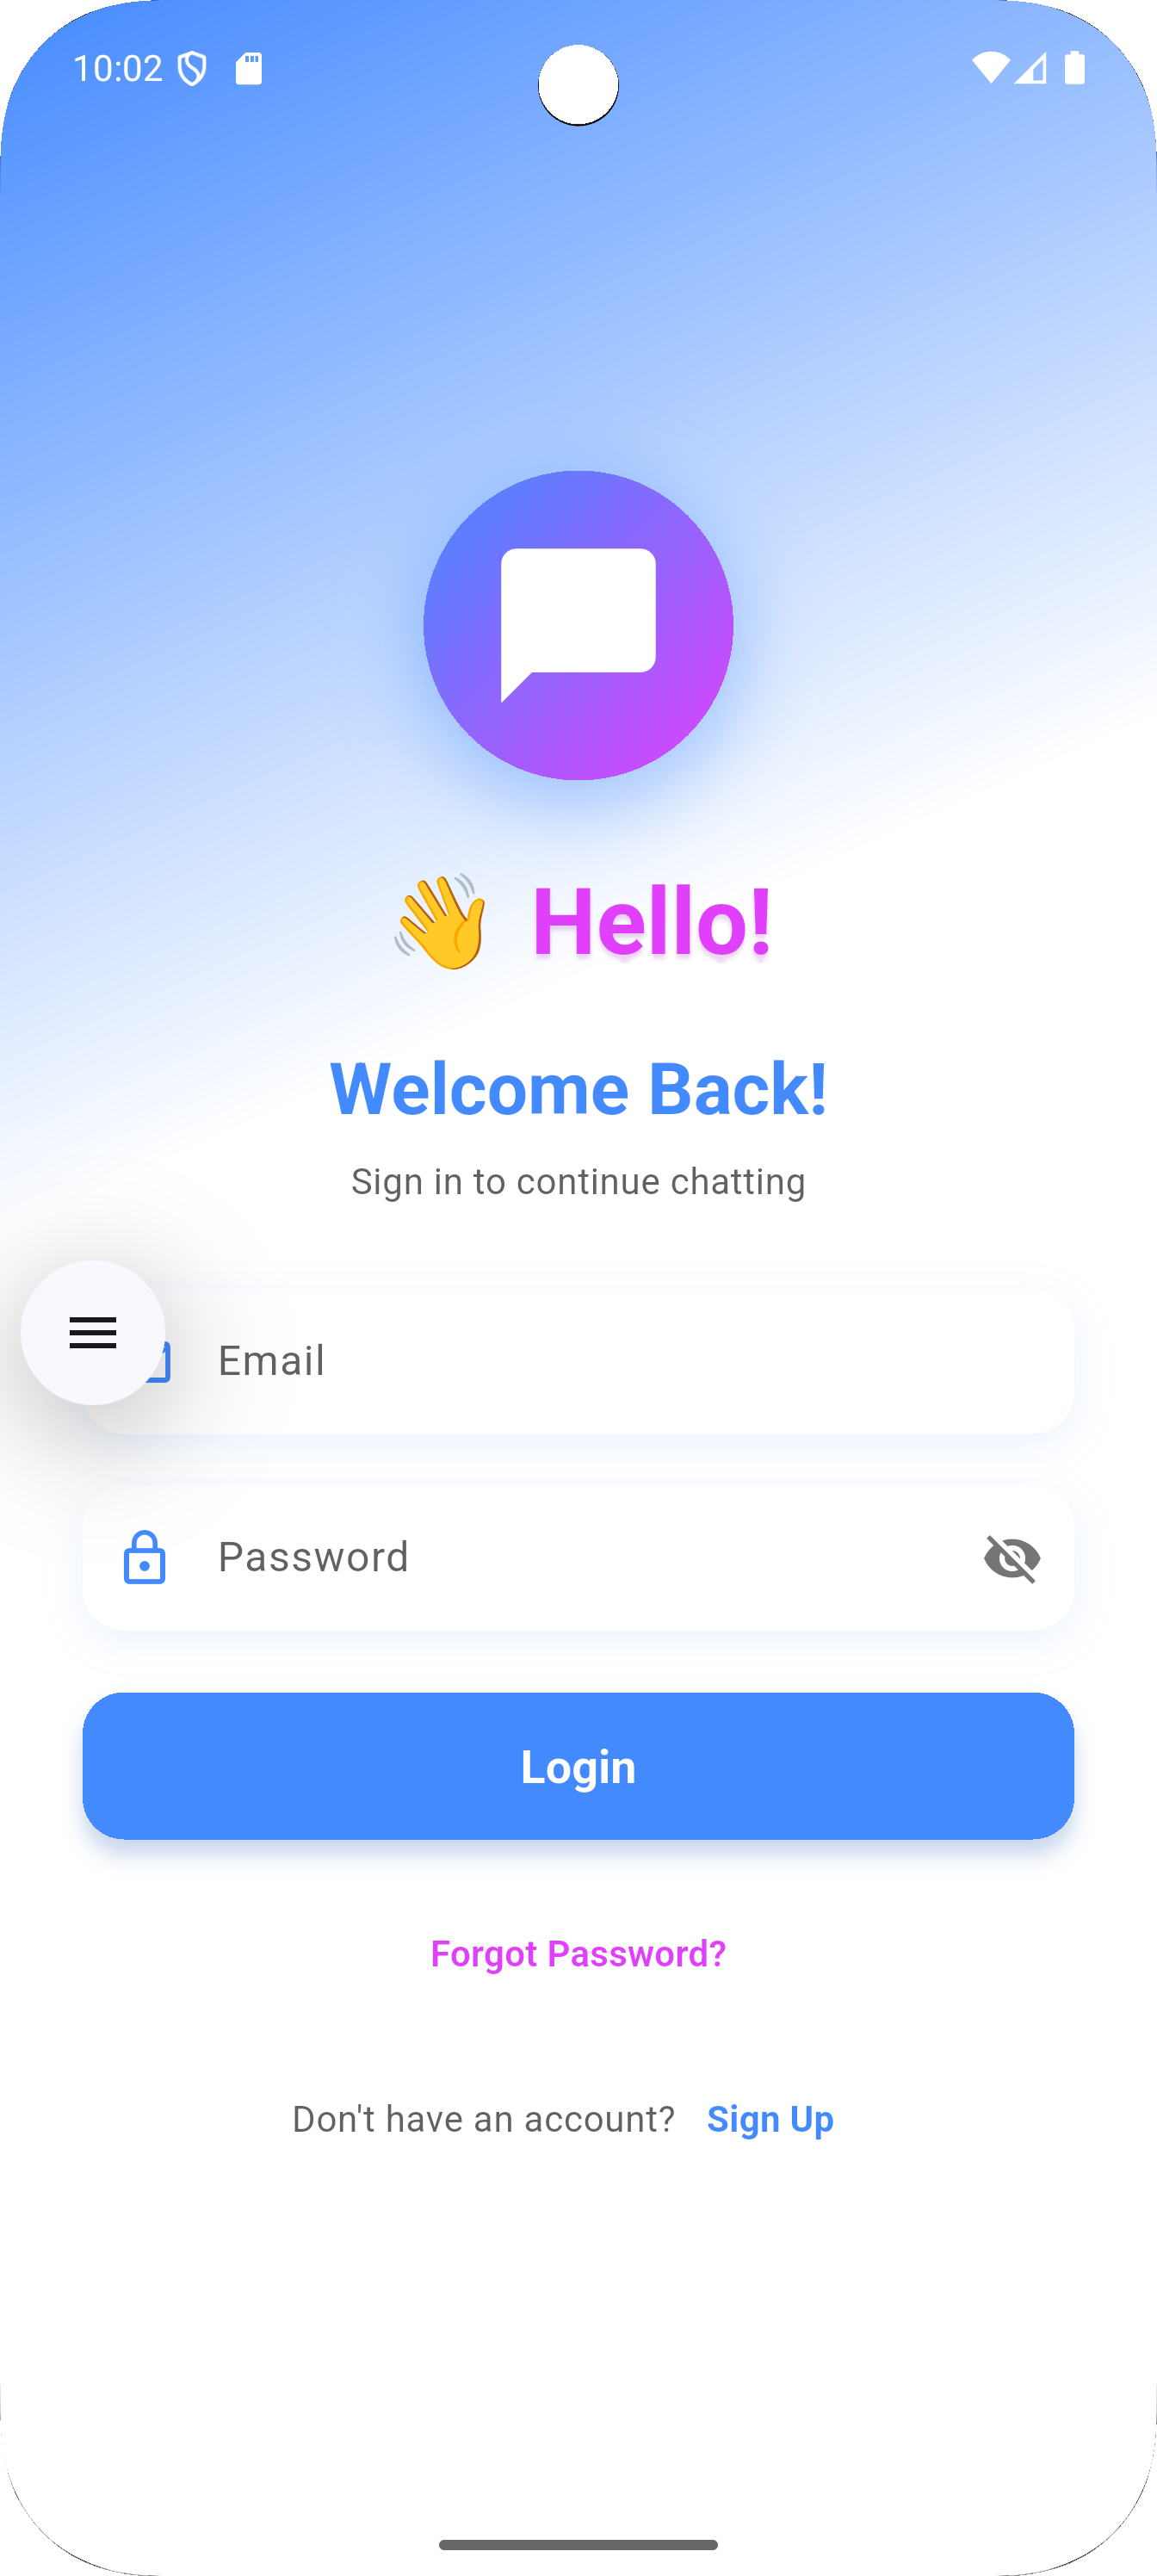 10:02
👋 Hello!
Welcome Back!
Sign in to continue chatting
Email
Password
Login
Forgot Password?
Don't have an account? Sign Up